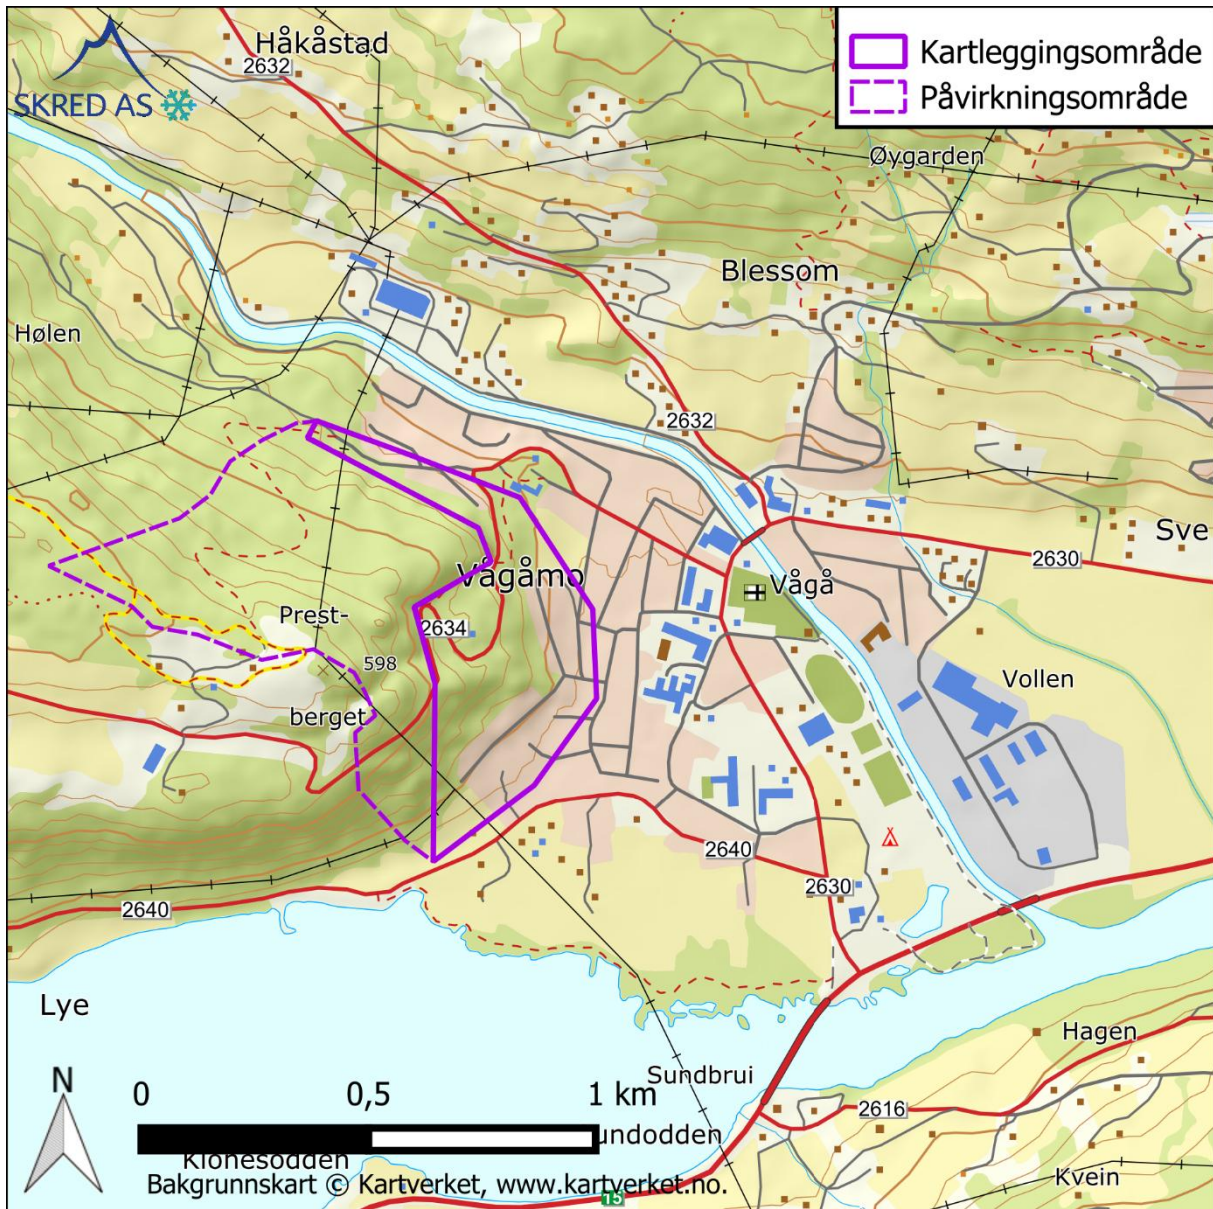 Håkåstad
2632
SKRED AS
Kartleggingsområde
Påvirkningsområde
Øygarden
Blessom
Hølen
2632
Sve
2630
Vågåmo
Vågå
Prest-
2634
598
Vollen
berget
2640
2630
2640
Lye
Hagen
N
0 0,5 1 km
Sundbrui
2616
undodden
Klonesodden
Kvein
Bakgrunnskart © Kartverket, www.kartverket.no.
15